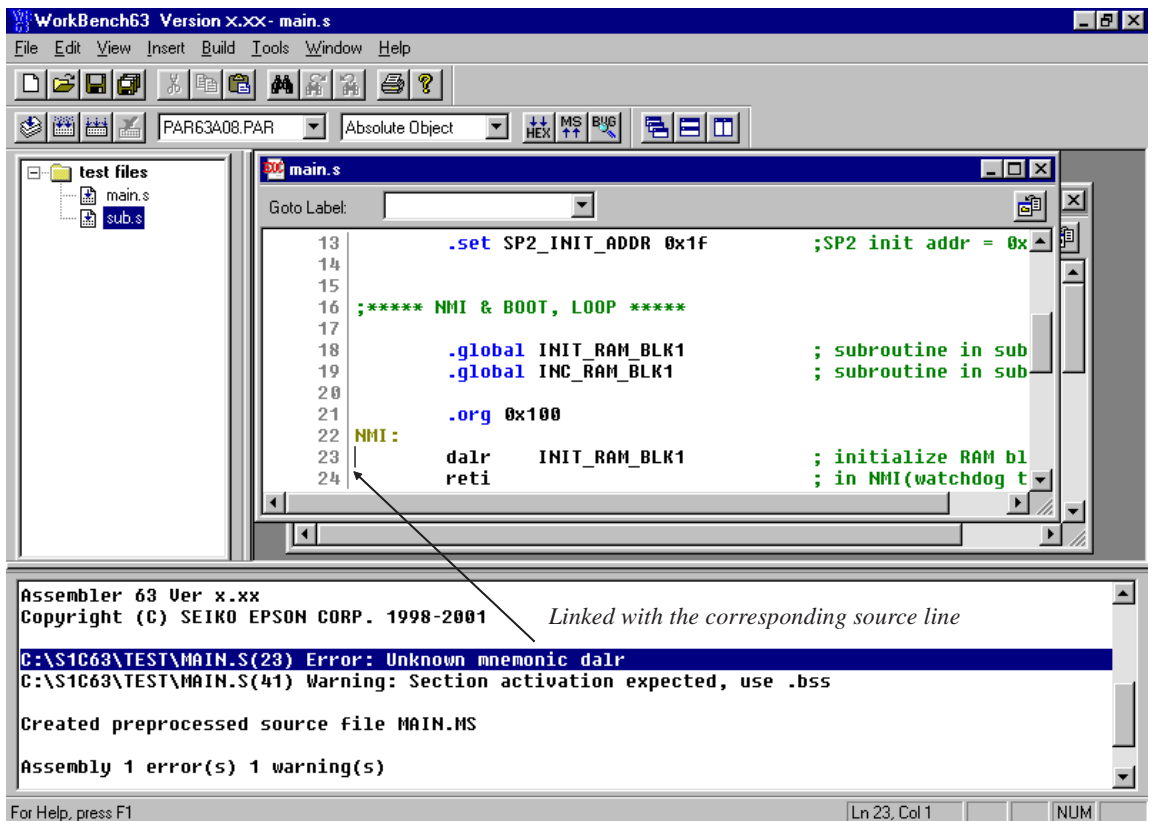 WorkBench63 Version x.xx - main.s
File Edit View Insert Build Tools Window Help
PAR63A08.PAR Absolute Object HEX MS BUG
test files
main.s
sub.s
main.s
Goto Label:
13 .set SP2_INIT_ADDR 0x1f ;SP2 init addr = 0x
14
15
16 ;***** NMI & BOOT, LOOP *****
17
18 .global INIT_RAM_BLK1 ; subroutine in sub
19 .global INC_RAM_BLK1 ; subroutine in sub
20
21 .org 0x100
22 NMI:
23 dalr INIT_RAM_BLK1 ; initialize RAM bl
24 reti ; in NMI(watchdog t
Assembler 63 Ver x.xx
Copyright (C) SEIKO EPSON CORP. 1998-2001
Linked with the corresponding source line
C:\S1C63\TEST\MAIN.S(23) Error: Unknown mnemonic dalr
C:\S1C63\TEST\MAIN.S(41) Warning: Section activation expected, use .bss
Created preprocessed source file MAIN.MS
Assembly 1 error(s) 1 warning(s)
For Help, press F1 Ln 23, Col 1 NUM